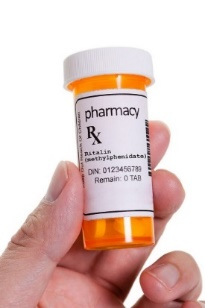 pharmacy
Rx
Ritalin
(methylphenidate)
DIN: 0123456789
Remain: 0 TAB